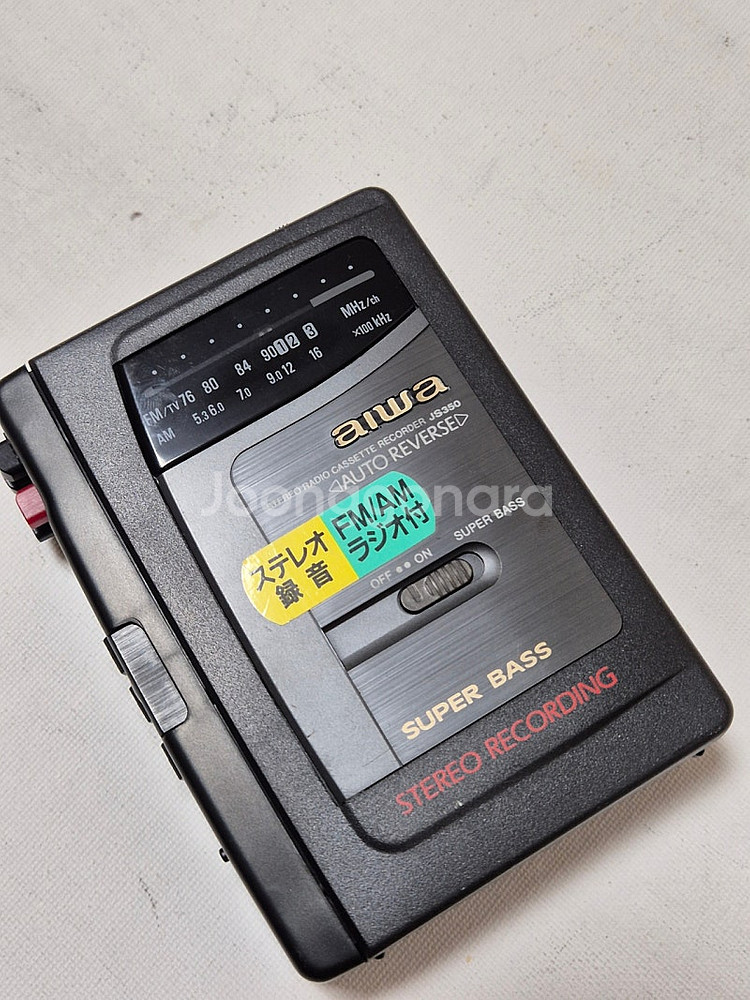 MHz/ch
FM/TV 76 80 84 90 1 2 3
×100 kHz
AM 5.3 6.0 7.0 9.0 12 16
aiwa
STEREO RADIO CASSETTE RECORDER JS350
◁AUTO REVERSE▷
Joonggonara
ステレオ
録音
FM/AM
ラジオ付
SUPER BASS
OFF ●● ON
SUPER BASS
STEREO RECORDING